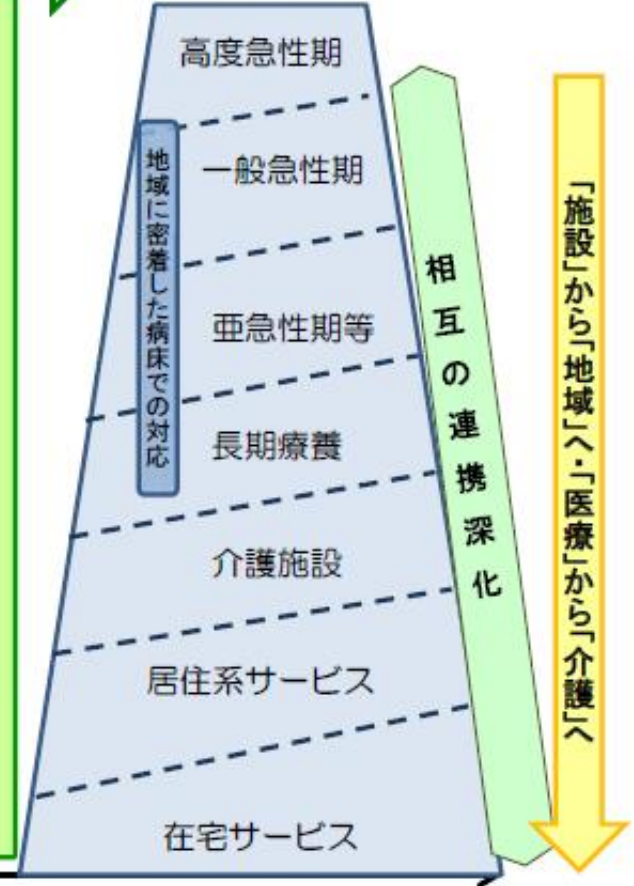 高度急性期
一般急性期
亜急性期等
長期療養
介護施設
居住系サービス
在宅サービス
地域に密着した病床での対応
相互の連携深化
「施設」から「地域」へ・「医療」から「介護」へ